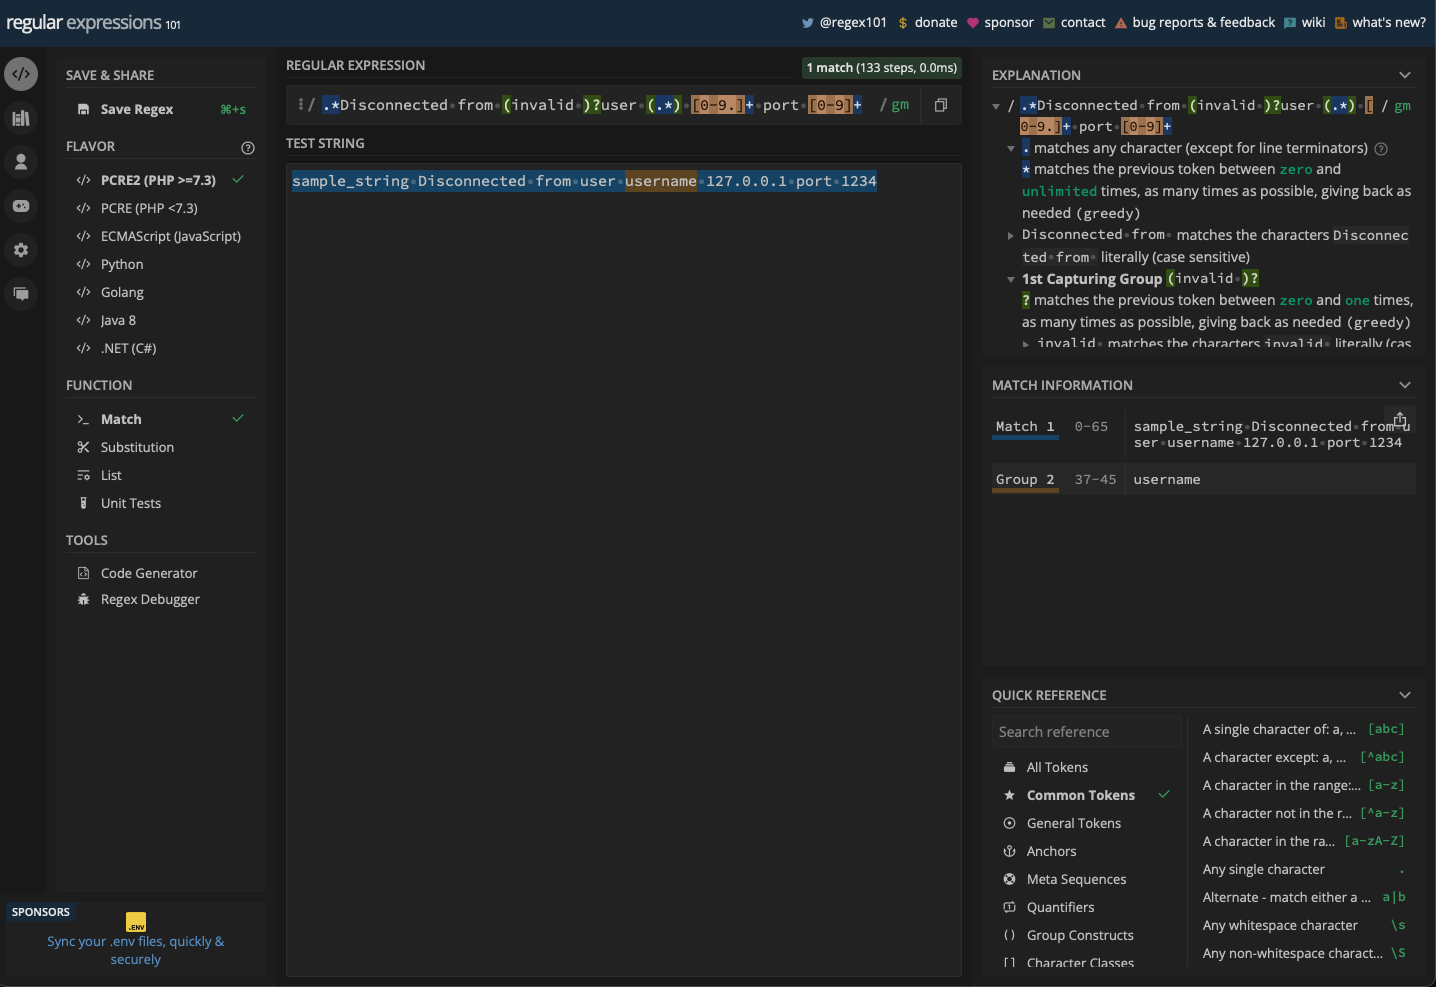 regular expressions 101
@regex101 $ donate sponsor contact bug reports & feedback wiki what's new?
SAVE & SHARE
Save Regex ⌘+s
FLAVOR
PCRE2 (PHP >=7.3)
PCRE (PHP <7.3)
ECMAScript (JavaScript)
Python
Golang
Java 8
.NET (C#)
FUNCTION
Match
Substitution
List
Unit Tests
TOOLS
Code Generator
Regex Debugger
SPONSORS
.ENV
Sync your .env files, quickly &
securely
REGULAR EXPRESSION
1 match (133 steps, 0.0ms)
/ .*Disconnected from (invalid )?user (.*) [0-9.]+ port [0-9]+ / gm
TEST STRING
sample_string Disconnected from user username 127.0.0.1 port 1234
EXPLANATION
/ .*Disconnected from (invalid )?user (.*) [ / gm
0-9.]+ port [0-9]+
. matches any character (except for line terminators)
* matches the previous token between zero and
unlimited times, as many times as possible, giving back as
needed (greedy)
Disconnected from matches the characters Disconnec
ted from literally (case sensitive)
1st Capturing Group (invalid )?
? matches the previous token between zero and one times,
as many times as possible, giving back as needed (greedy)
invalid matches the characters invalid literally (cas
MATCH INFORMATION
Match 1 0-65 sample_string Disconnected from u
ser username 127.0.0.1 port 1234
Group 2 37-45 username
QUICK REFERENCE
Search reference
All Tokens
Common Tokens
General Tokens
Anchors
Meta Sequences
Quantifiers
Group Constructs
Character Classes
A single character of: a, ... [abc]
A character except: a, ... [^abc]
A character in the range:... [a-z]
A character not in the r... [^a-z]
A character in the ra... [a-zA-Z]
Any single character .
Alternate - match either a ... a|b
Any whitespace character \s
Any non-whitespace charact... \S